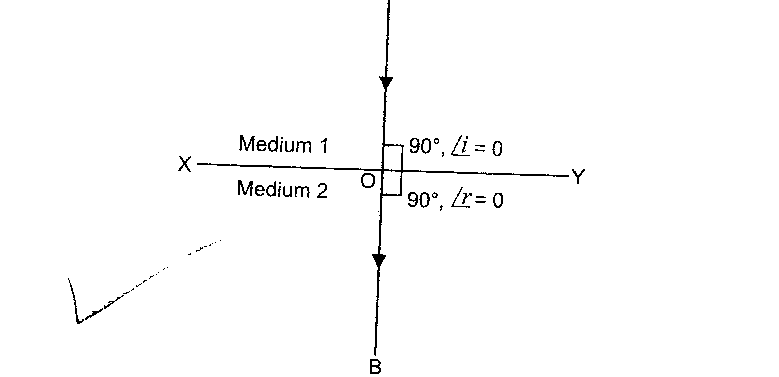 Medium 1
90°, ∠i = 0
X
Y
O
Medium 2
90°, ∠r = 0
B